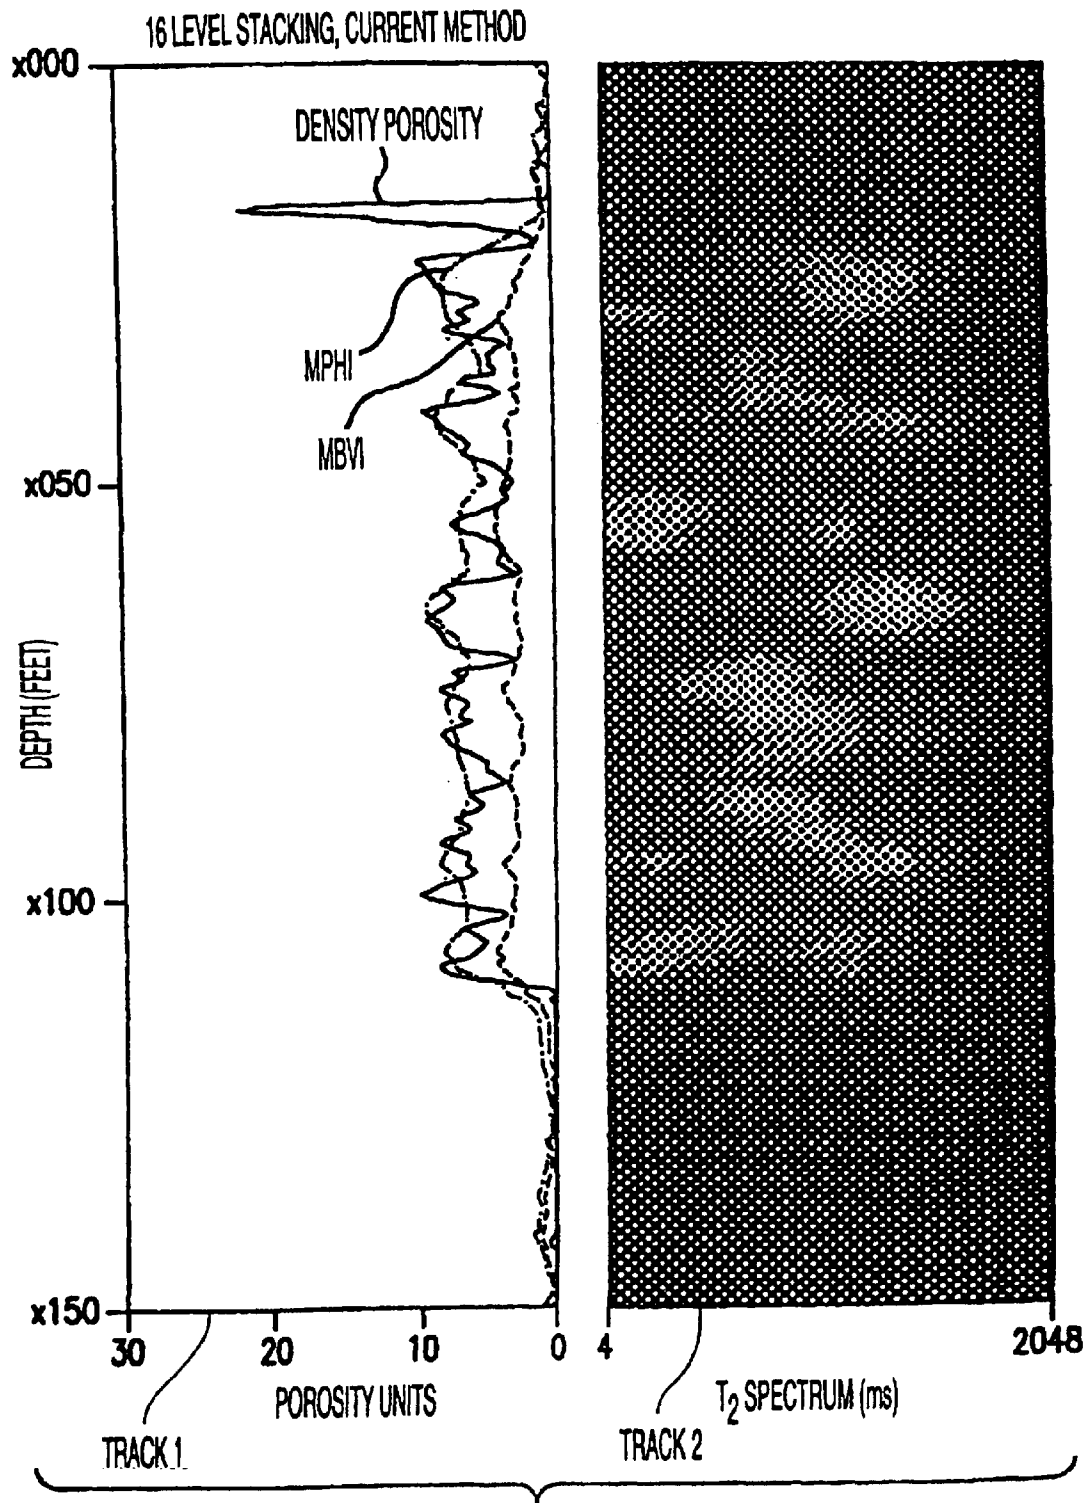 16 LEVEL STACKING, CURRENT METHOD
x000
DENSITY POROSITY
MPHI
MBVI
x050
DEPTH (FEET)
x100
x150
30 20 10 0 4 2048
POROSITY UNITS
T2 SPECTRUM (ms)
TRACK 1
TRACK 2